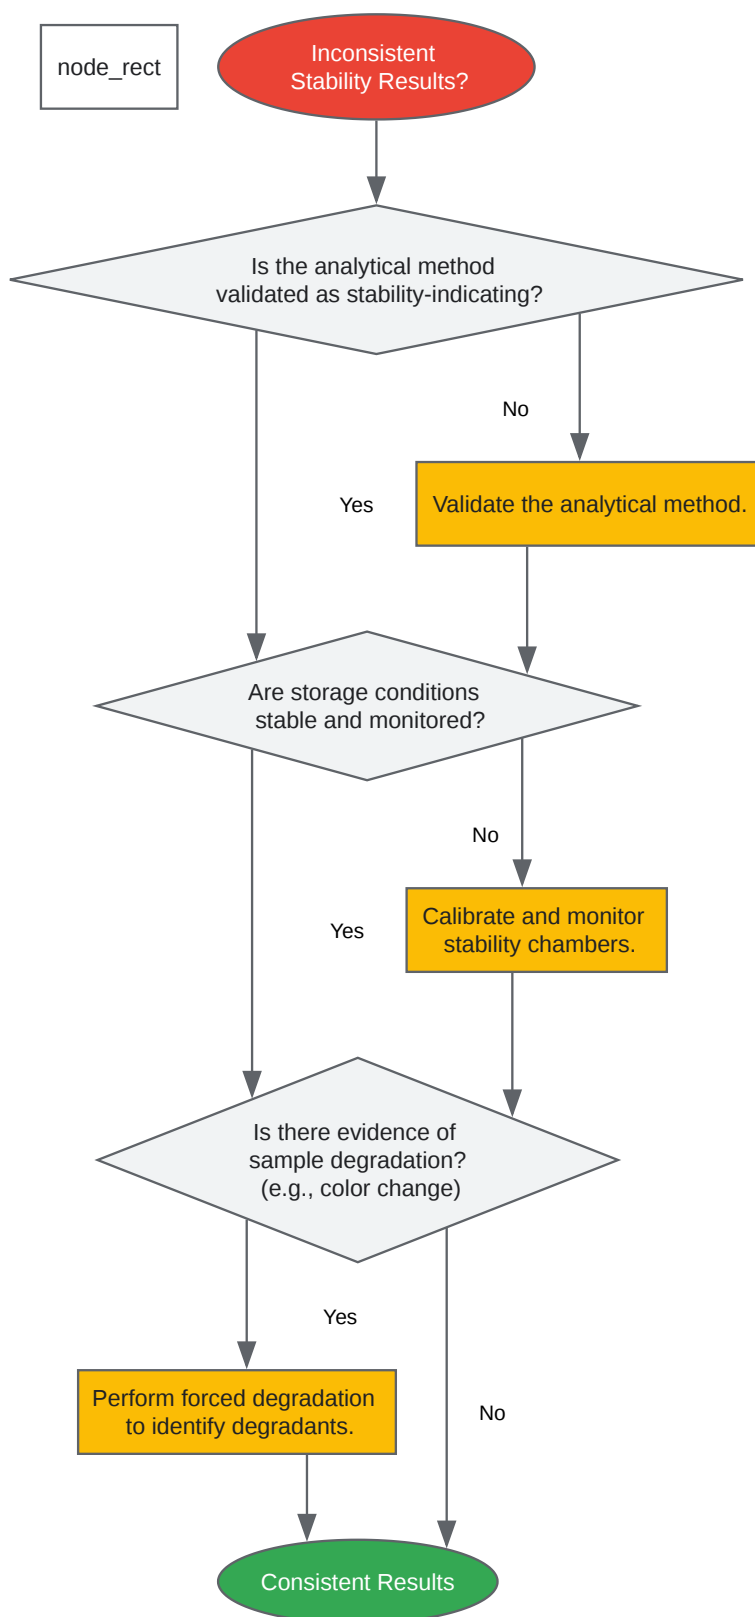 node_rect
Inconsistent
Stability Results?
Is the analytical method
validated as stability-indicating?
No
Yes
Validate the analytical method.
Are storage conditions
stable and monitored?
No
Yes
Calibrate and monitor
stability chambers.
Is there evidence of
sample degradation?
(e.g., color change)
Yes
Perform forced degradation
to identify degradants.
No
Consistent Results